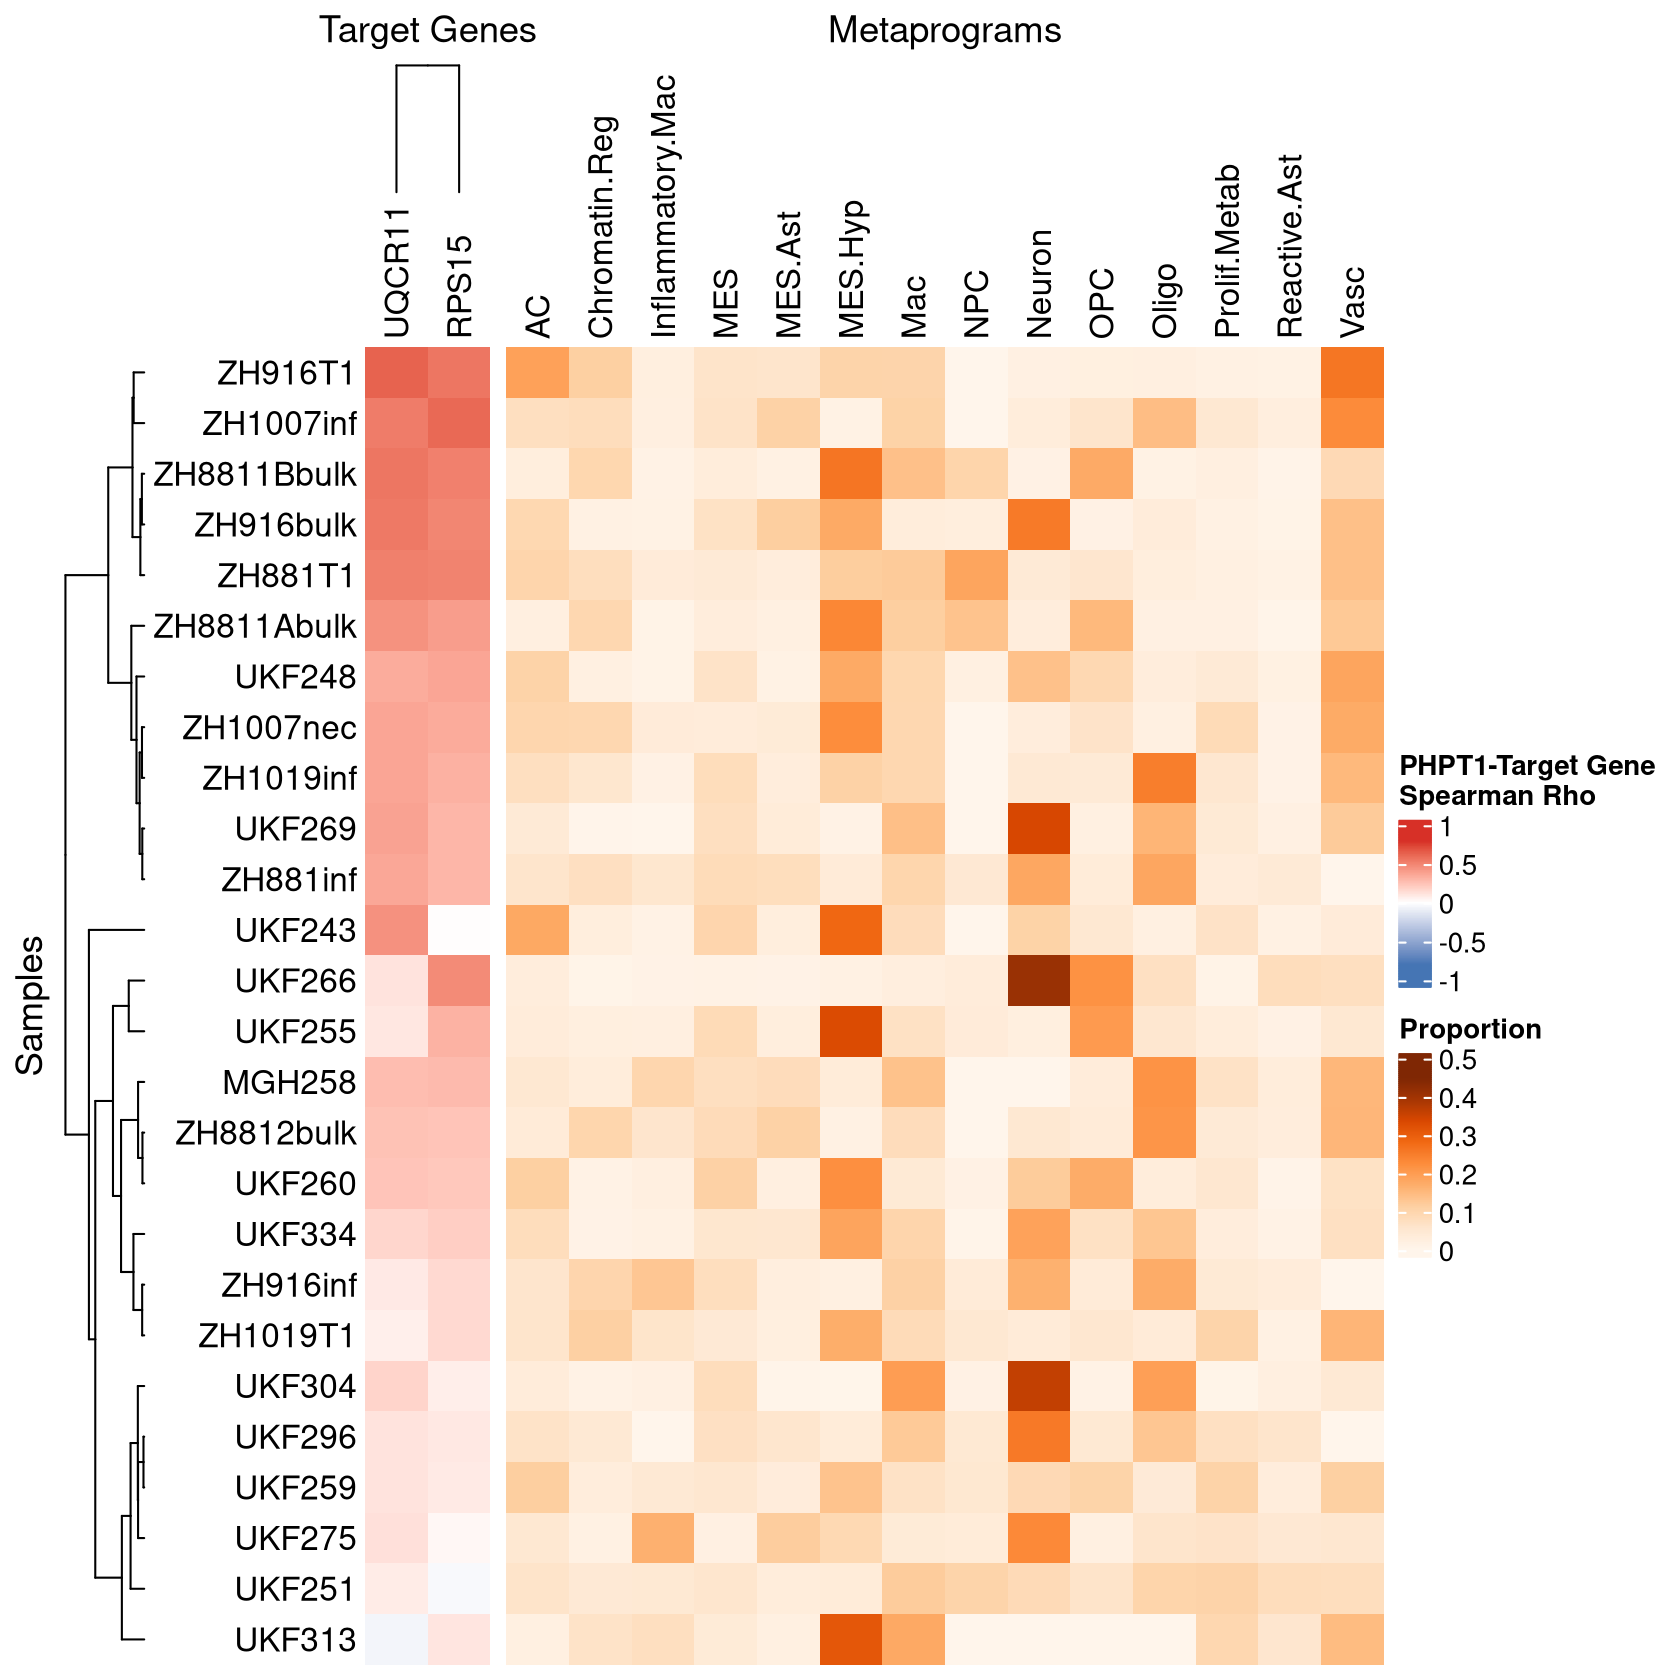 Target Genes
Metaprograms
UQCR11
RPS15
AC
Chromatin.Reg
Inflammatory.Mac
MES
MES.Ast
MES.Hyp
Mac
NPC
Neuron
OPC
Oligo
Prolif.Metab
Reactive.Ast
Vasc
Samples
ZH916T1
ZH1007inf
ZH8811Bbulk
ZH916bulk
ZH881T1
ZH8811Abulk
UKF248
ZH1007nec
ZH1019inf
UKF269
ZH881inf
UKF243
UKF266
UKF255
MGH258
ZH8812bulk
UKF260
UKF334
ZH916inf
ZH1019T1
UKF304
UKF296
UKF259
UKF275
UKF251
UKF313
PHPT1-Target Gene
Spearman Rho
1
0.5
0
-0.5
-1
Proportion
0.5
0.4
0.3
0.2
0.1
0